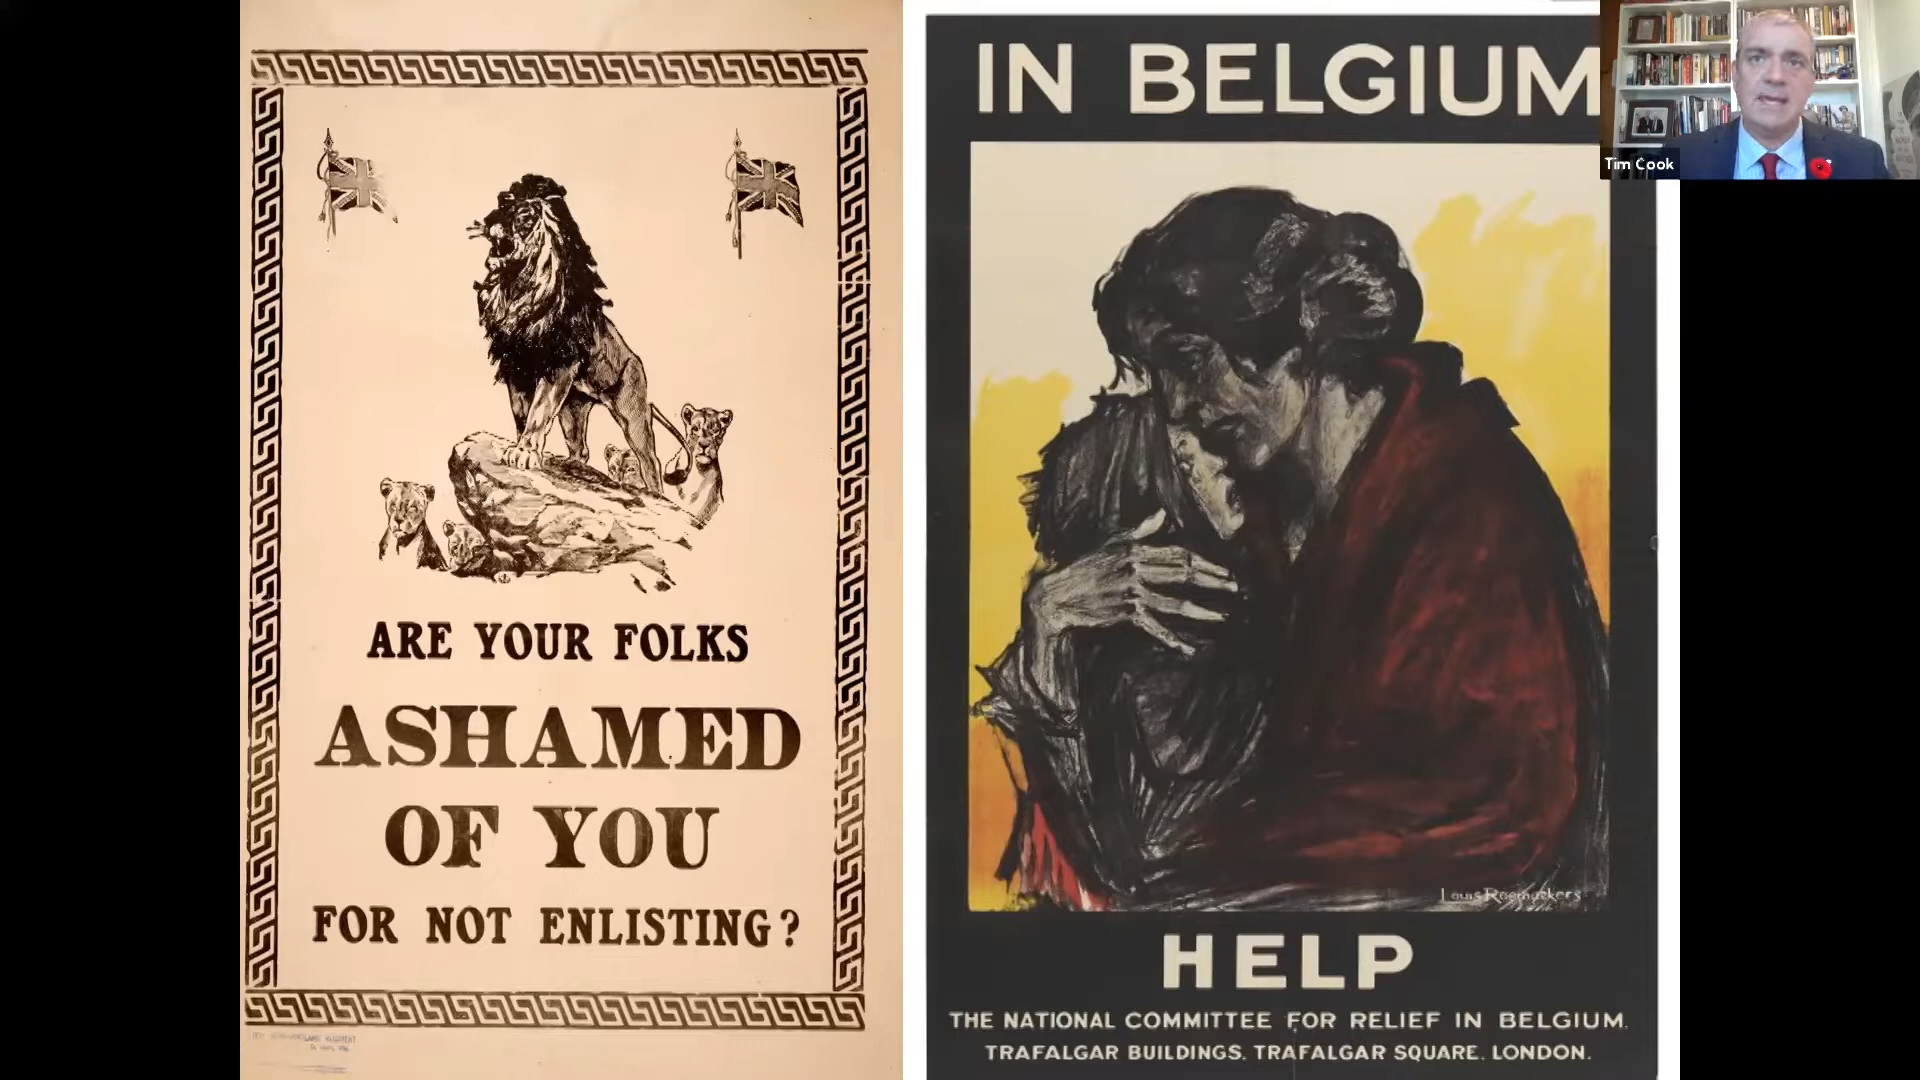 ARE YOUR FOLKS
ASHAMED
OF YOU
FOR NOT ENLISTING?
IN BELGIUM
Louis Raemaekers
HELP
THE NATIONAL COMMITTEE FOR RELIEF IN BELGIUM.
TRAFALGAR BUILDINGS. TRAFALGAR SQUARE. LONDON.
Tim Cook